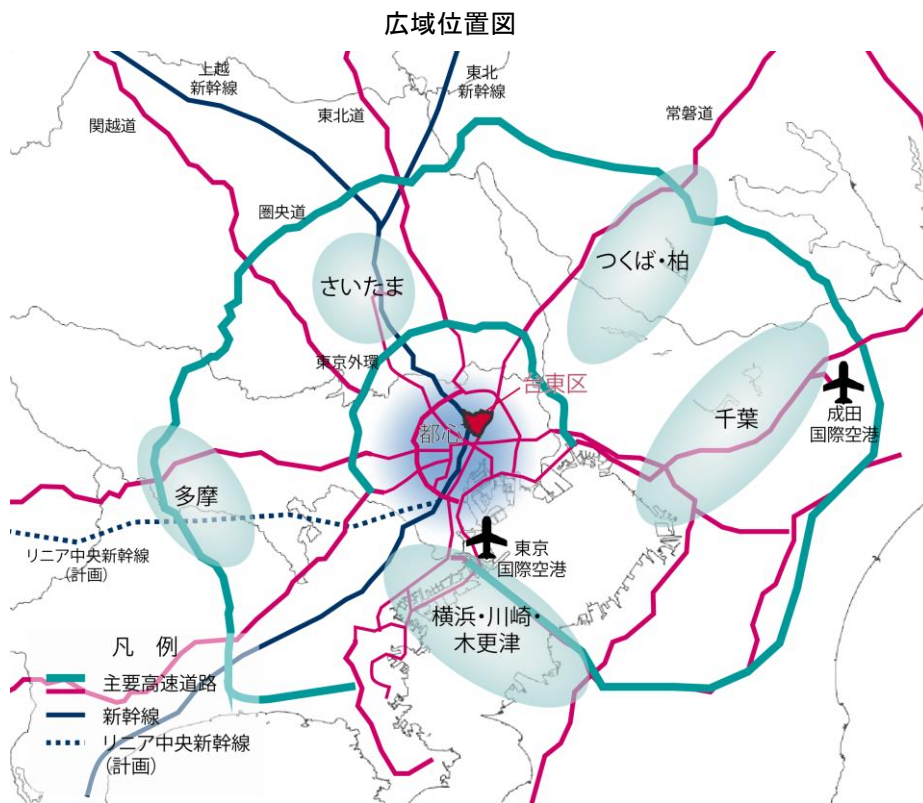 広域位置図
上越
新幹線
東北
新幹線
関越道
東北道
常磐道
圏央道
つくば・柏
さいたま
東京外環
台東区
千葉
成田
国際空港
都心
多摩
リニア中央新幹線
(計画)
東京
国際空港
横浜・川崎・
木更津
凡 例
主要高速道路
新幹線
リニア中央新幹線
(計画)